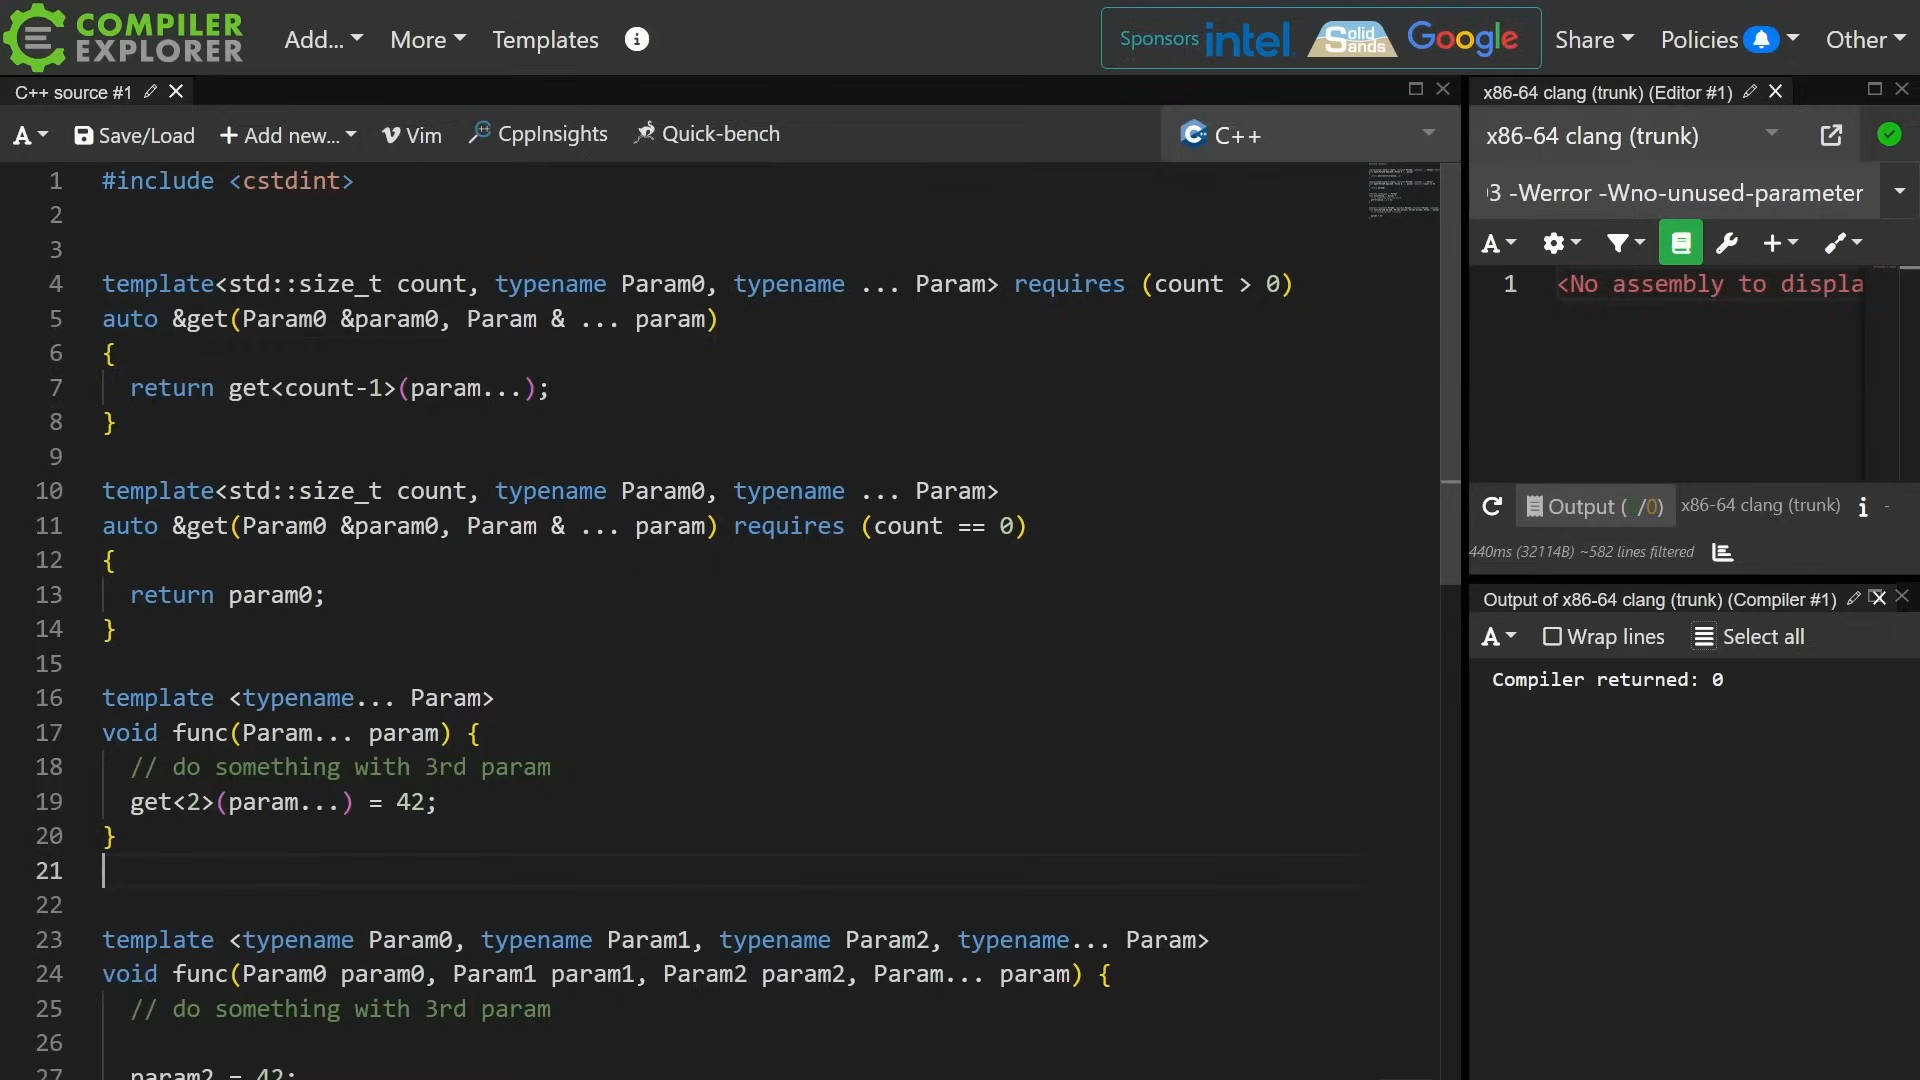 COMPILER EXPLORER Add... More Templates Sponsors intel. Solid Sands Google Share Policies Other
C++ source #1
A Save/Load + Add new... Vim CppInsights Quick-bench C++
1 #include <cstdint>
2
3
4 template<std::size_t count, typename Param0, typename ... Param> requires (count > 0)
5 auto &get(Param0 &param0, Param & ... param)
6 {
7 return get<count-1>(param...);
8 }
9
10 template<std::size_t count, typename Param0, typename ... Param>
11 auto &get(Param0 &param0, Param & ... param) requires (count == 0)
12 {
13 return param0;
14 }
15
16 template <typename... Param>
17 void func(Param... param) {
18 // do something with 3rd param
19 get<2>(param...) = 42;
20 }
21
22
23 template <typename Param0, typename Param1, typename Param2, typename... Param>
24 void func(Param0 param0, Param1 param1, Param2 param2, Param... param) {
25 // do something with 3rd param
26
27 param2 = 42;
x86-64 clang (trunk) (Editor #1)
x86-64 clang (trunk)
3 -Werror -Wno-unused-parameter
A
1 <No assembly to displa
Output ( /0) x86-64 clang (trunk) i -
440ms (32114B) ~582 lines filtered
Output of x86-64 clang (trunk) (Compiler #1)
A Wrap lines Select all
Compiler returned: 0